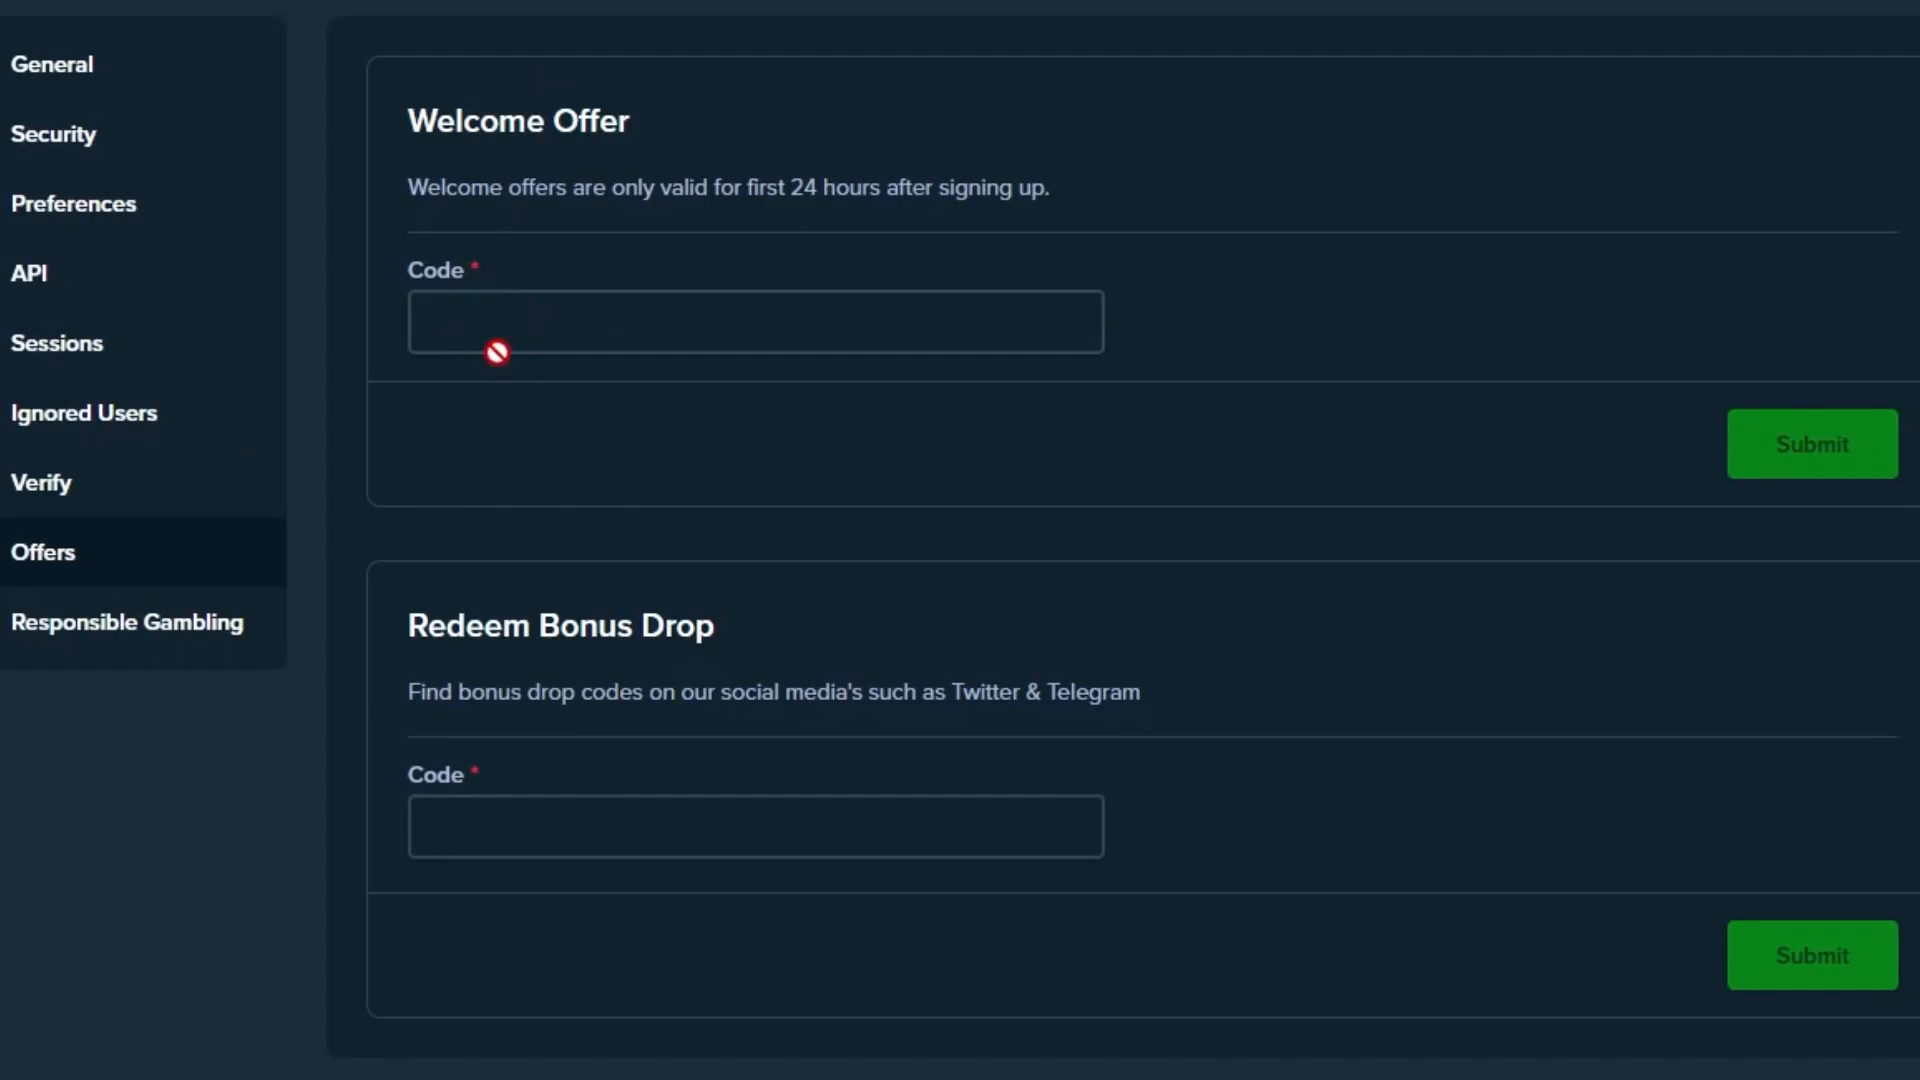 General
Security
Preferences
API
Sessions
Ignored Users
Verify
Offers
Responsible Gambling
Welcome Offer
Welcome offers are only valid for first 24 hours after signing up.
Code *
Submit
Redeem Bonus Drop
Find bonus drop codes on our social media's such as Twitter & Telegram
Code *
Submit